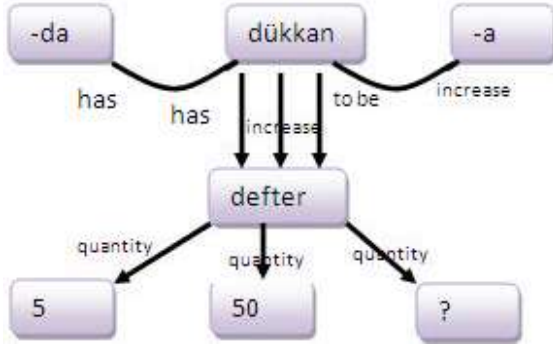 -da dükkan -a
has has to be increase
increase
defter
quantity quantity quantity
5 50 ?